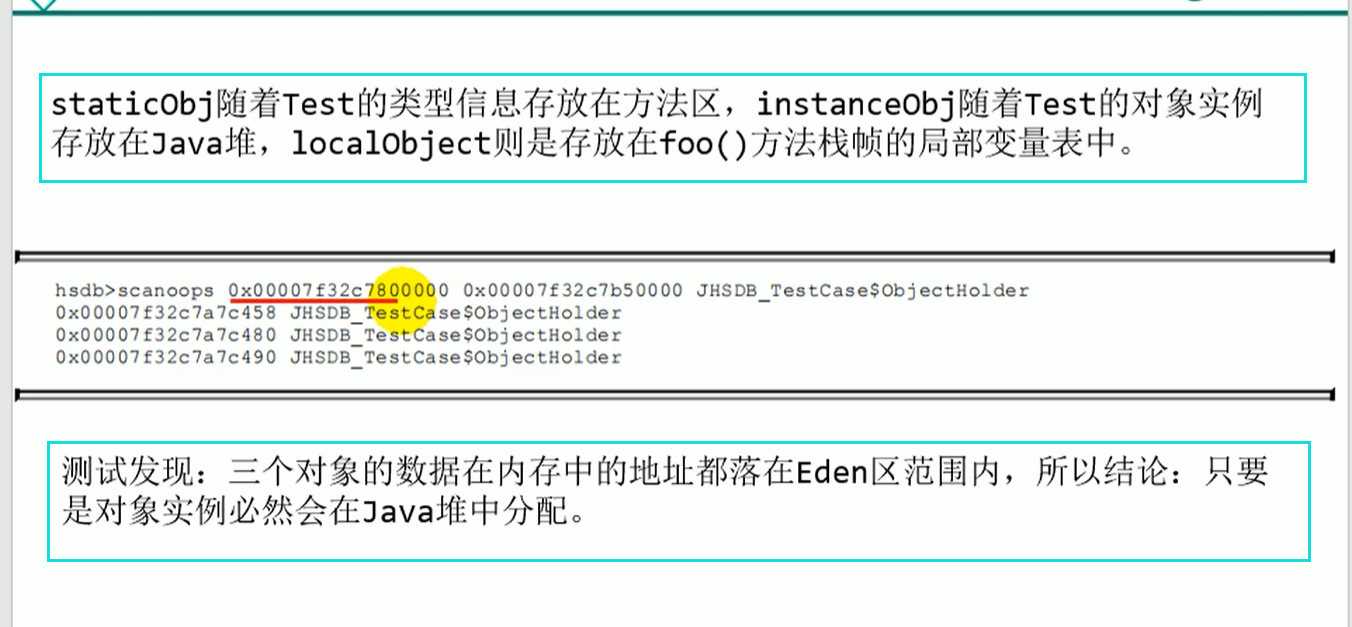 staticObj随着Test的类型信息存放在方法区，instanceObj随着Test的对象实例
存放在Java堆，localObject则是存放在foo()方法栈帧的局部变量表中。
hsdb>scanoops 0x00007f32c7800000 0x00007f32c7b50000 JHSDB_TestCase$ObjectHolder
0x00007f32c7a7c458 JHSDB_TestCase$ObjectHolder
0x00007f32c7a7c480 JHSDB_TestCase$ObjectHolder
0x00007f32c7a7c490 JHSDB_TestCase$ObjectHolder
测试发现：三个对象的数据在内存中的地址都落在Eden区范围内，所以结论：只要
是对象实例必然会在Java堆中分配。